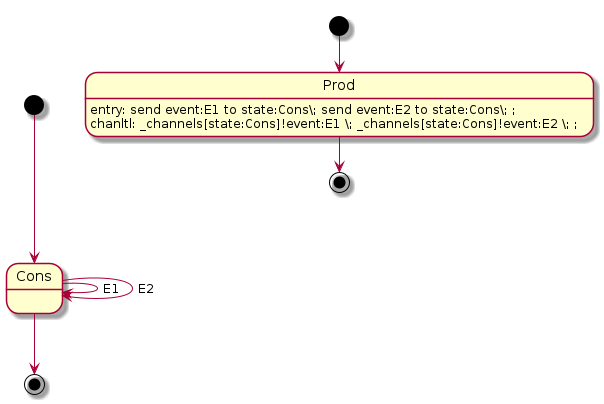 Prod
entry: send event:E1 to state:Cons\; send event:E2 to state:Cons\; ;
chanltl: _channels[state:Cons]!event:E1 \; _channels[state:Cons]!event:E2 \; ;
Cons
E1
E2